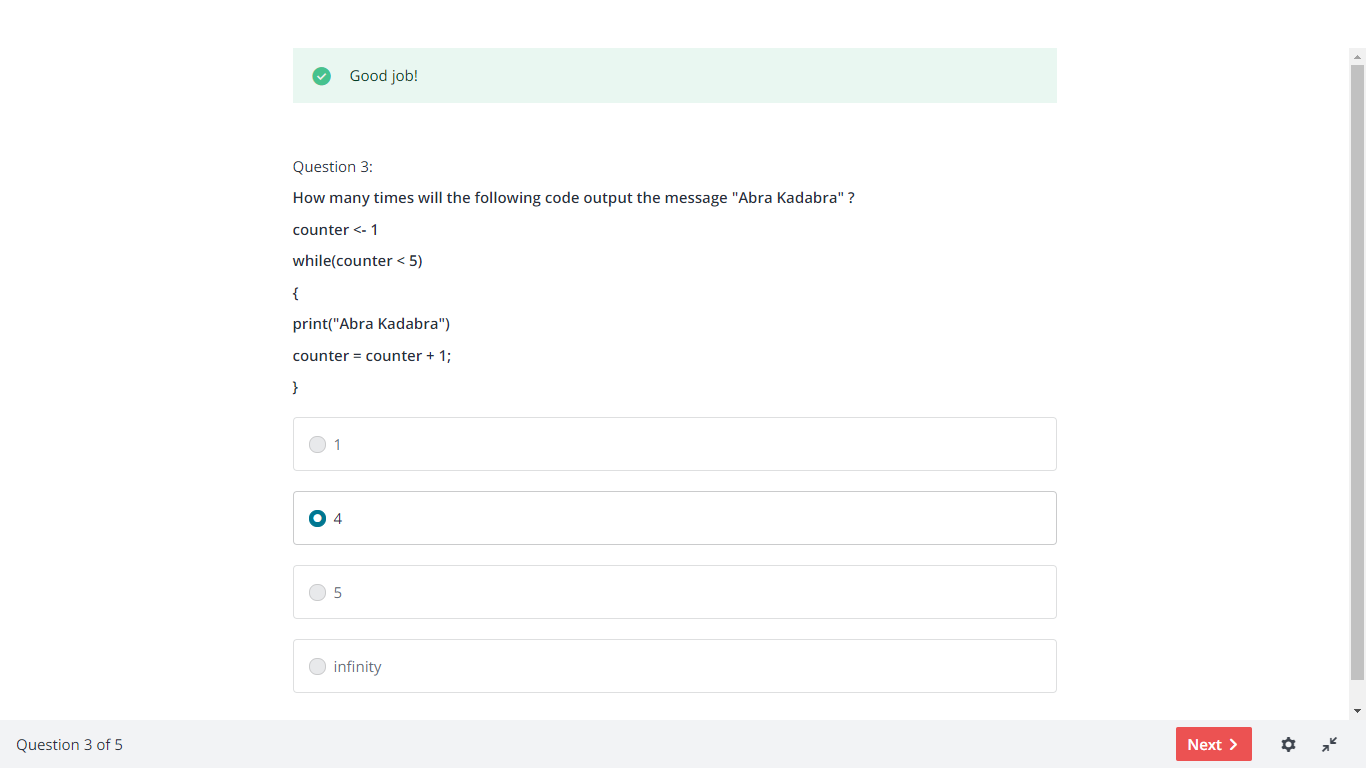 Good job!
Question 3:
How many times will the following code output the message "Abra Kadabra" ?
counter <- 1
while(counter < 5)
{
print("Abra Kadabra")
counter = counter + 1;
}
1
4
5
infinity
Question 3 of 5
Next